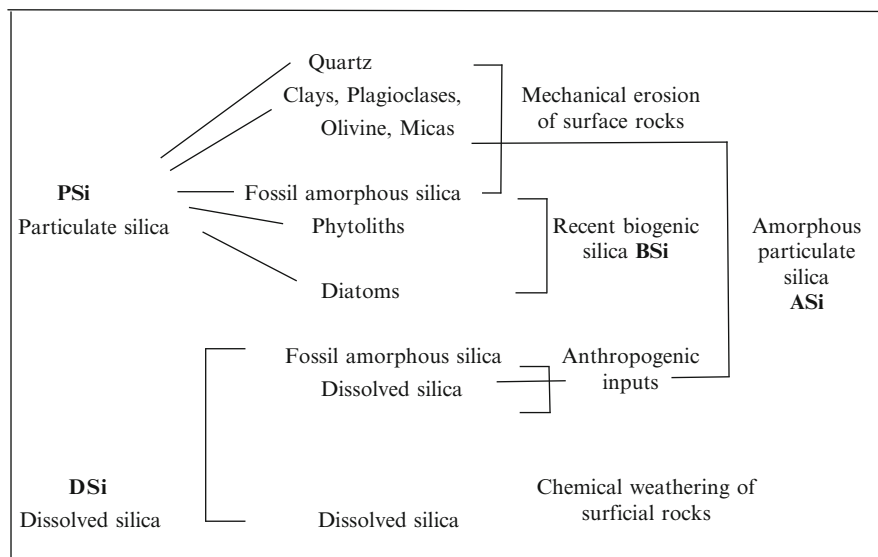 Quartz
Clays, Plagioclases,
Olivine, Micas
Mechanical erosion
of surface rocks
PSi
Particulate silica
Fossil amorphous silica
Phytoliths
Diatoms
Recent biogenic
silica BSi
Amorphous
particulate
silica
ASi
Fossil amorphous silica
Dissolved silica
Anthropogenic
inputs
DSi
Dissolved silica
Dissolved silica
Chemical weathering of
surficial rocks